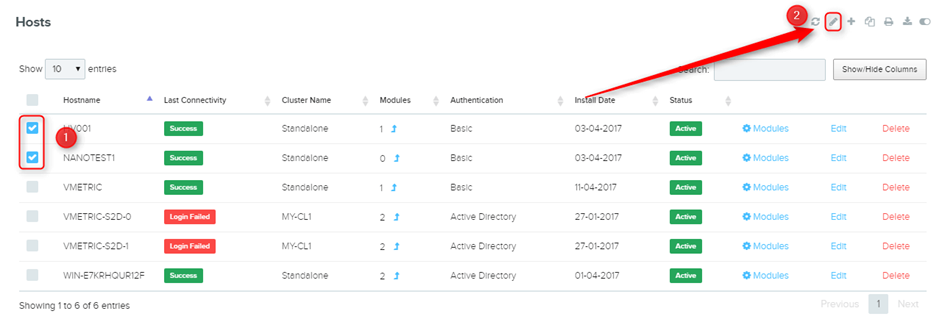 Hosts
2
Show 10 entries
Search:
Show/Hide Columns
Hostname Last Connectivity Cluster Name Modules Authentication Install Date Status
HV001 Success Standalone 1 Basic 03-04-2017 Active Modules Edit Delete
1
NANOTEST1 Success Standalone 0 Basic 03-04-2017 Active Modules Edit Delete
VMETRIC Success Standalone 1 Basic 11-04-2017 Active Modules Edit Delete
VMETRIC-S2D-0 Login Failed MY-CL1 2 Active Directory 27-01-2017 Active Modules Edit Delete
VMETRIC-S2D-1 Login Failed MY-CL1 2 Active Directory 27-01-2017 Active Modules Edit Delete
WIN-E7KRHQUR12F Success Standalone 2 Active Directory 01-04-2017 Active Modules Edit Delete
Showing 1 to 6 of 6 entries
Previous 1 Next